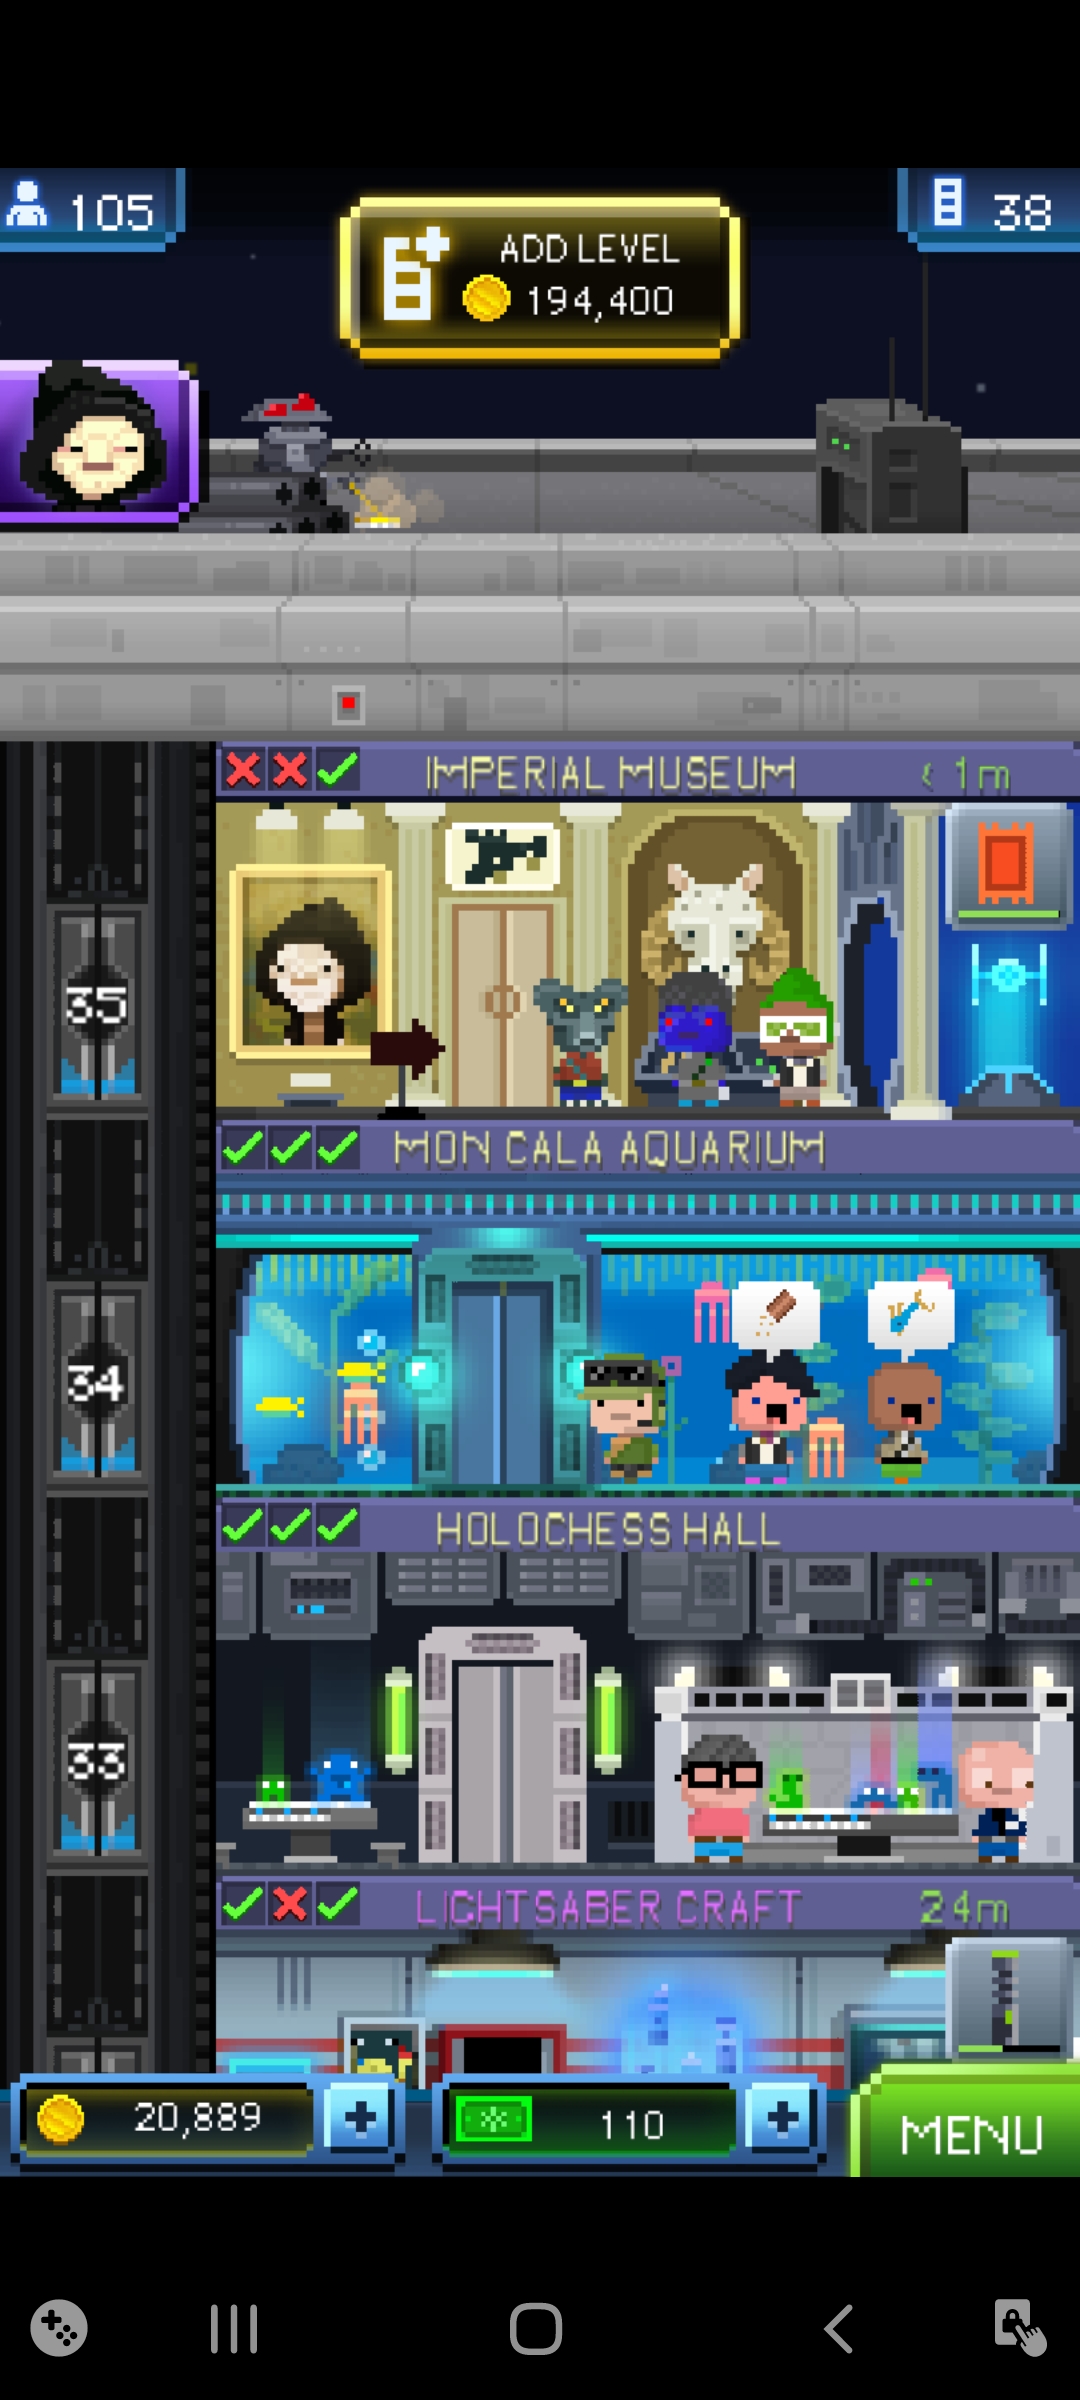 105
ADD LEVEL
194,400
38
IMPERIAL MUSEUM
< 1m
35
MON CALA AQUARIUM
34
HOLOCHESS HALL
33
LIGHTSABER CRAFT
24m
20,889
+
110
+
MENU